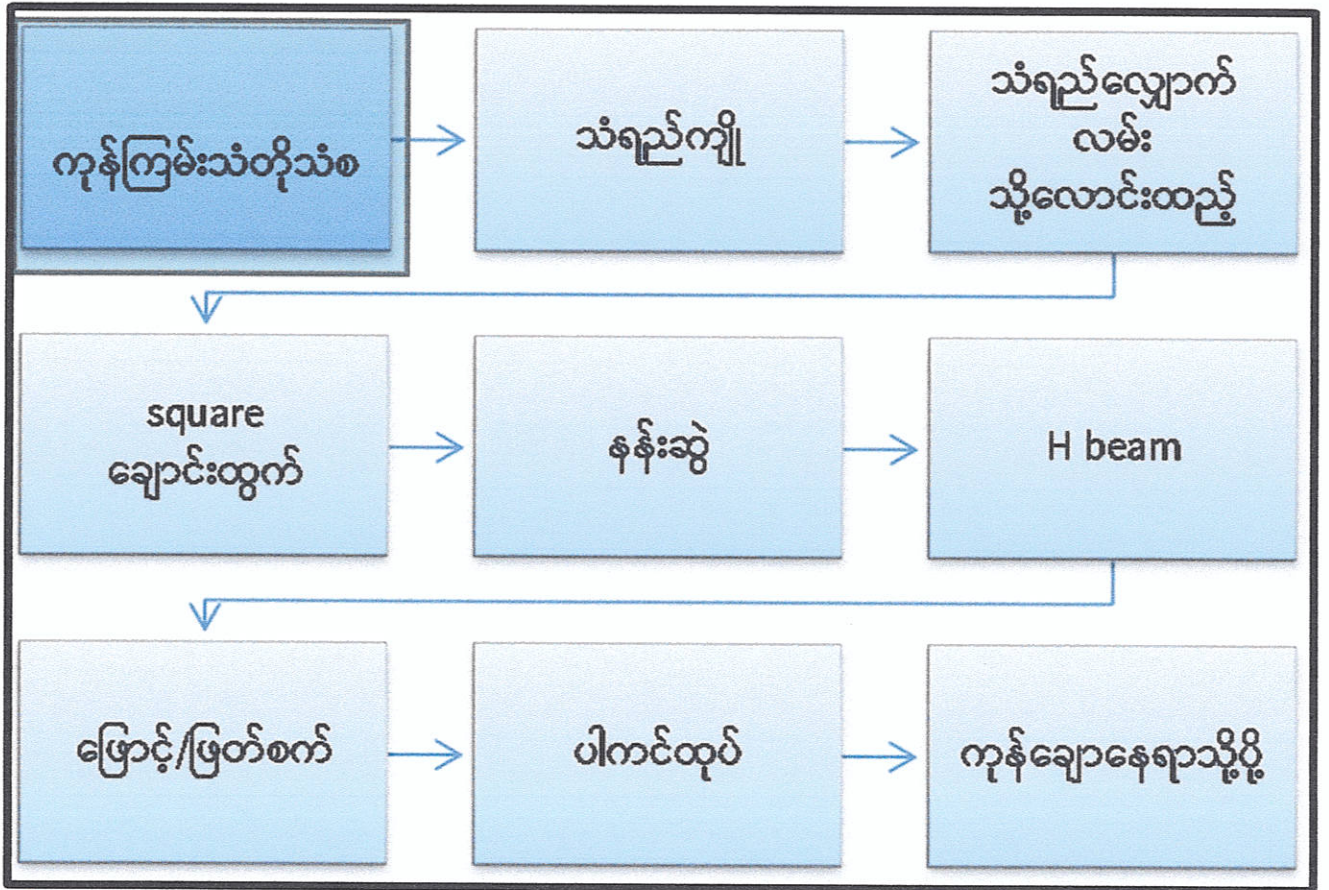 ကုန်ကြမ်းသံတိုသံစ
သံရည်ကျို
သံရည်လျှောက်
လမ်း
သို့လောင်းထည့်
square
ချောင်းထွက်
နန်းဆွဲ
H beam
ဖြောင့်/ဖြတ်စက်
ပါကင်ထုပ်
ကုန်ချောနေရာသို့ပို့